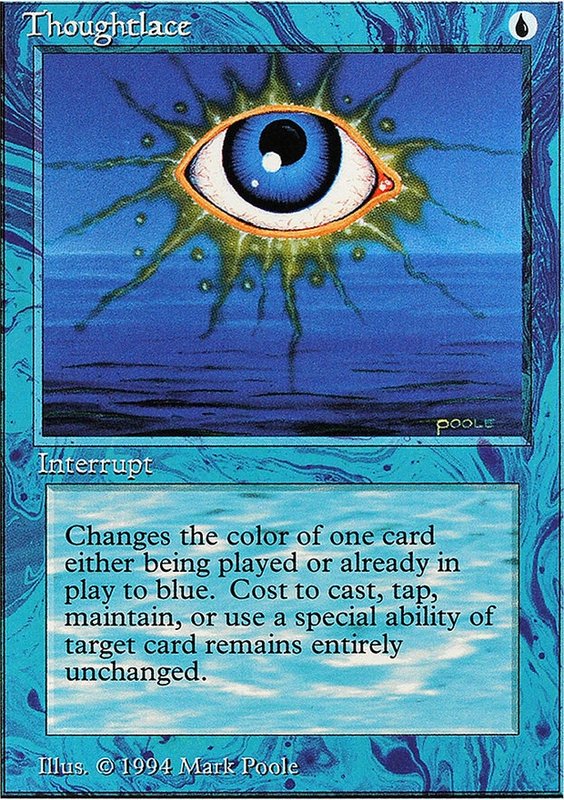 Thoughtlace
POOLE
Interrupt
Changes the color of one card
either being played or already in
play to blue. Cost to cast, tap,
maintain, or use a special ability of
target card remains entirely
unchanged.
Illus. © 1994 Mark Poole